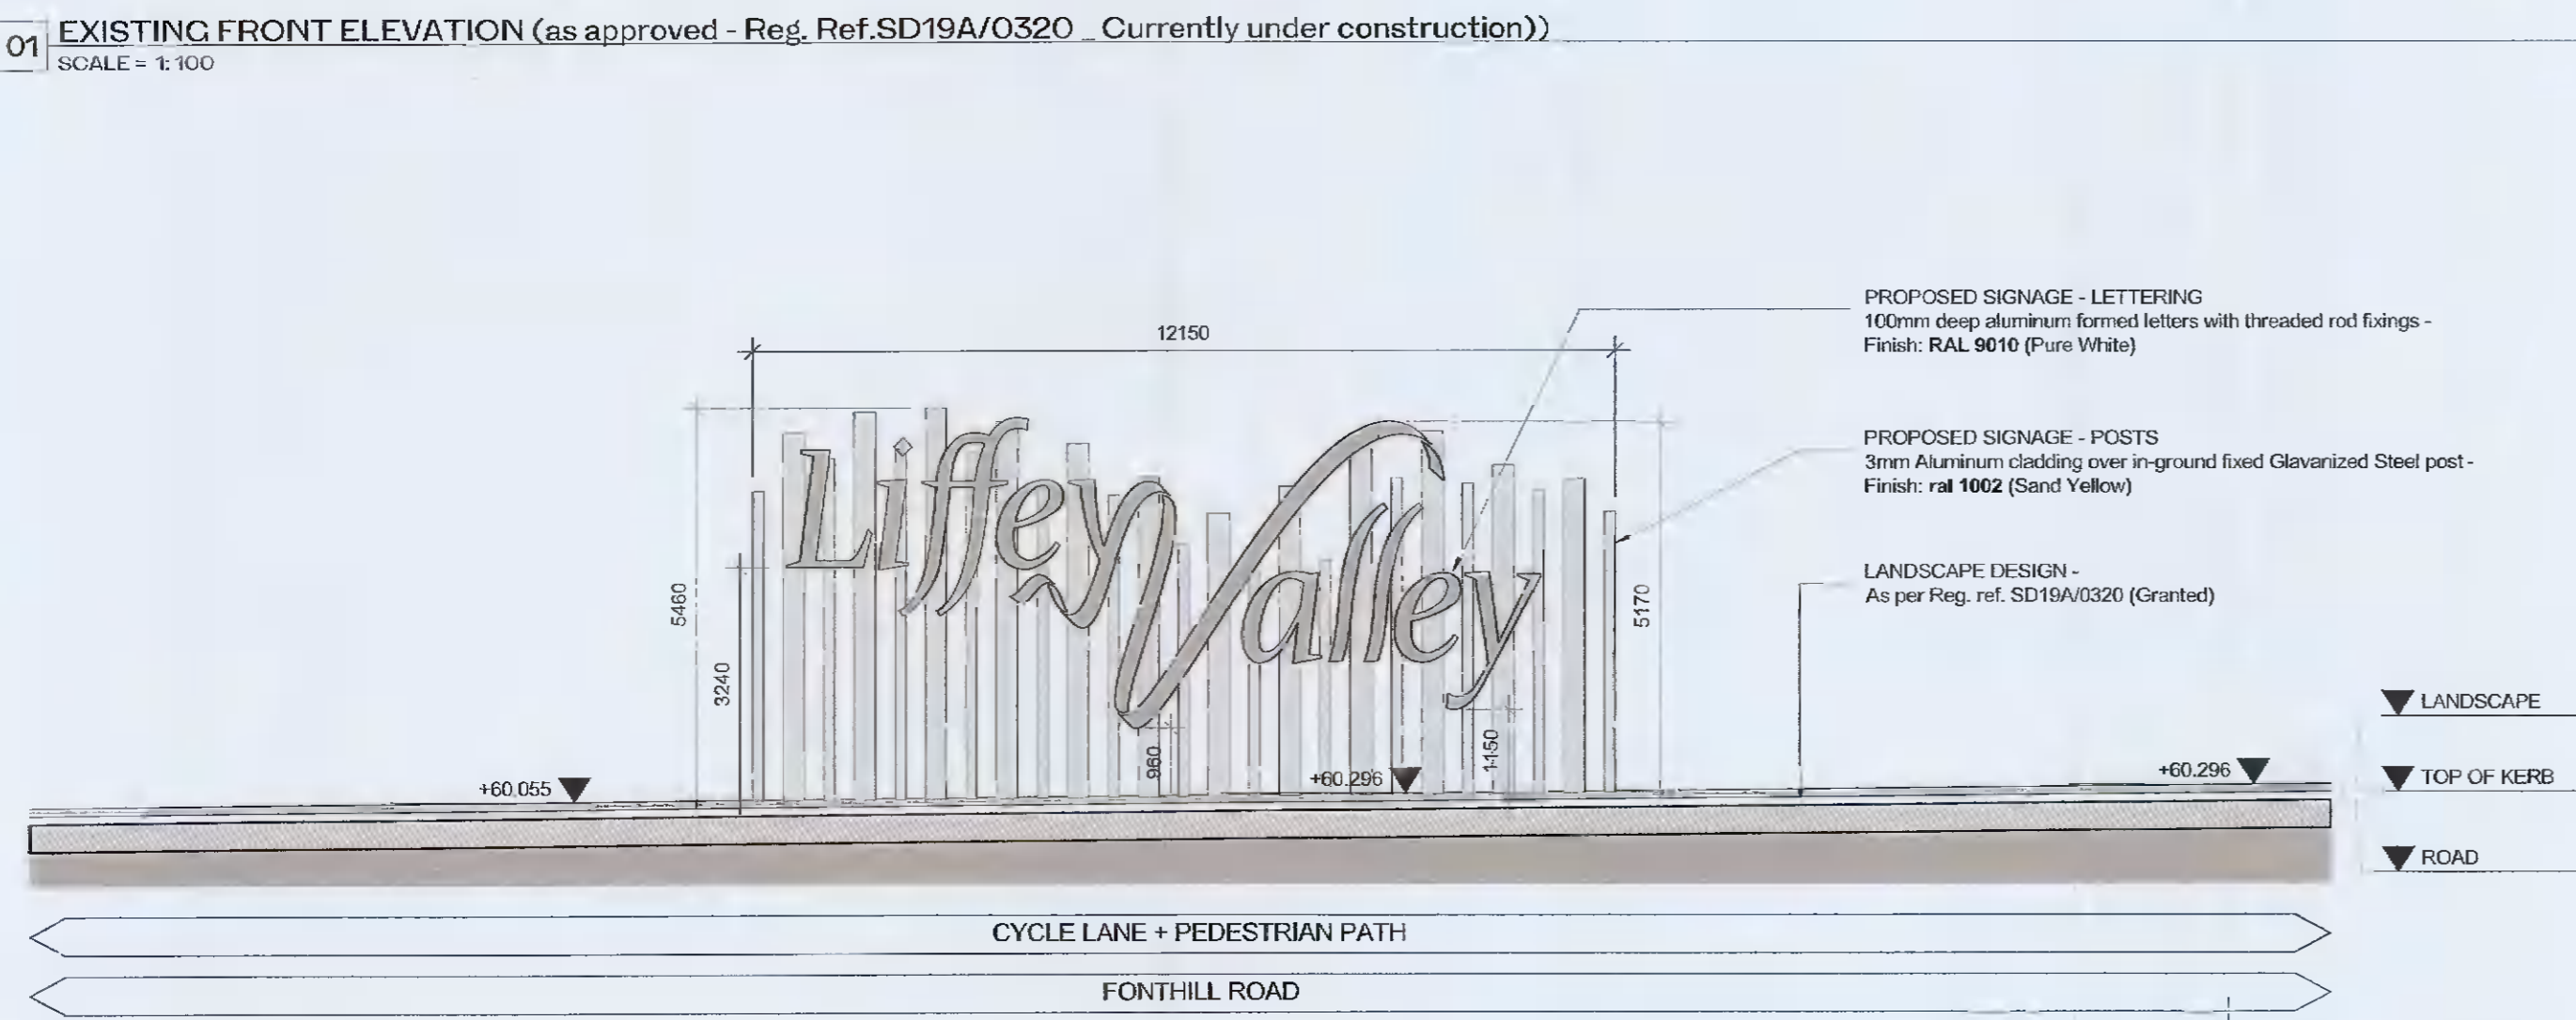 01
EXISTING FRONT ELEVATION (as approved - Reg. Ref.SD19A/0320 _ Currently under construction))
SCALE = 1:100
12150
PROPOSED SIGNAGE - LETTERING
100mm deep aluminum formed letters with threaded rod fixings -
Finish: RAL 9010 (Pure White)
PROPOSED SIGNAGE - POSTS
3mm Aluminum cladding over in-ground fixed Glavanized Steel post -
Finish: ral 1002 (Sand Yellow)
LANDSCAPE DESIGN -
As per Reg. ref. SD19A/0320 (Granted)
Liffey
Valley
5460
3240
5170
960
1150
+60.055
+60.296
+60.296
LANDSCAPE
TOP OF KERB
ROAD
CYCLE LANE + PEDESTRIAN PATH
FONTHILL ROAD